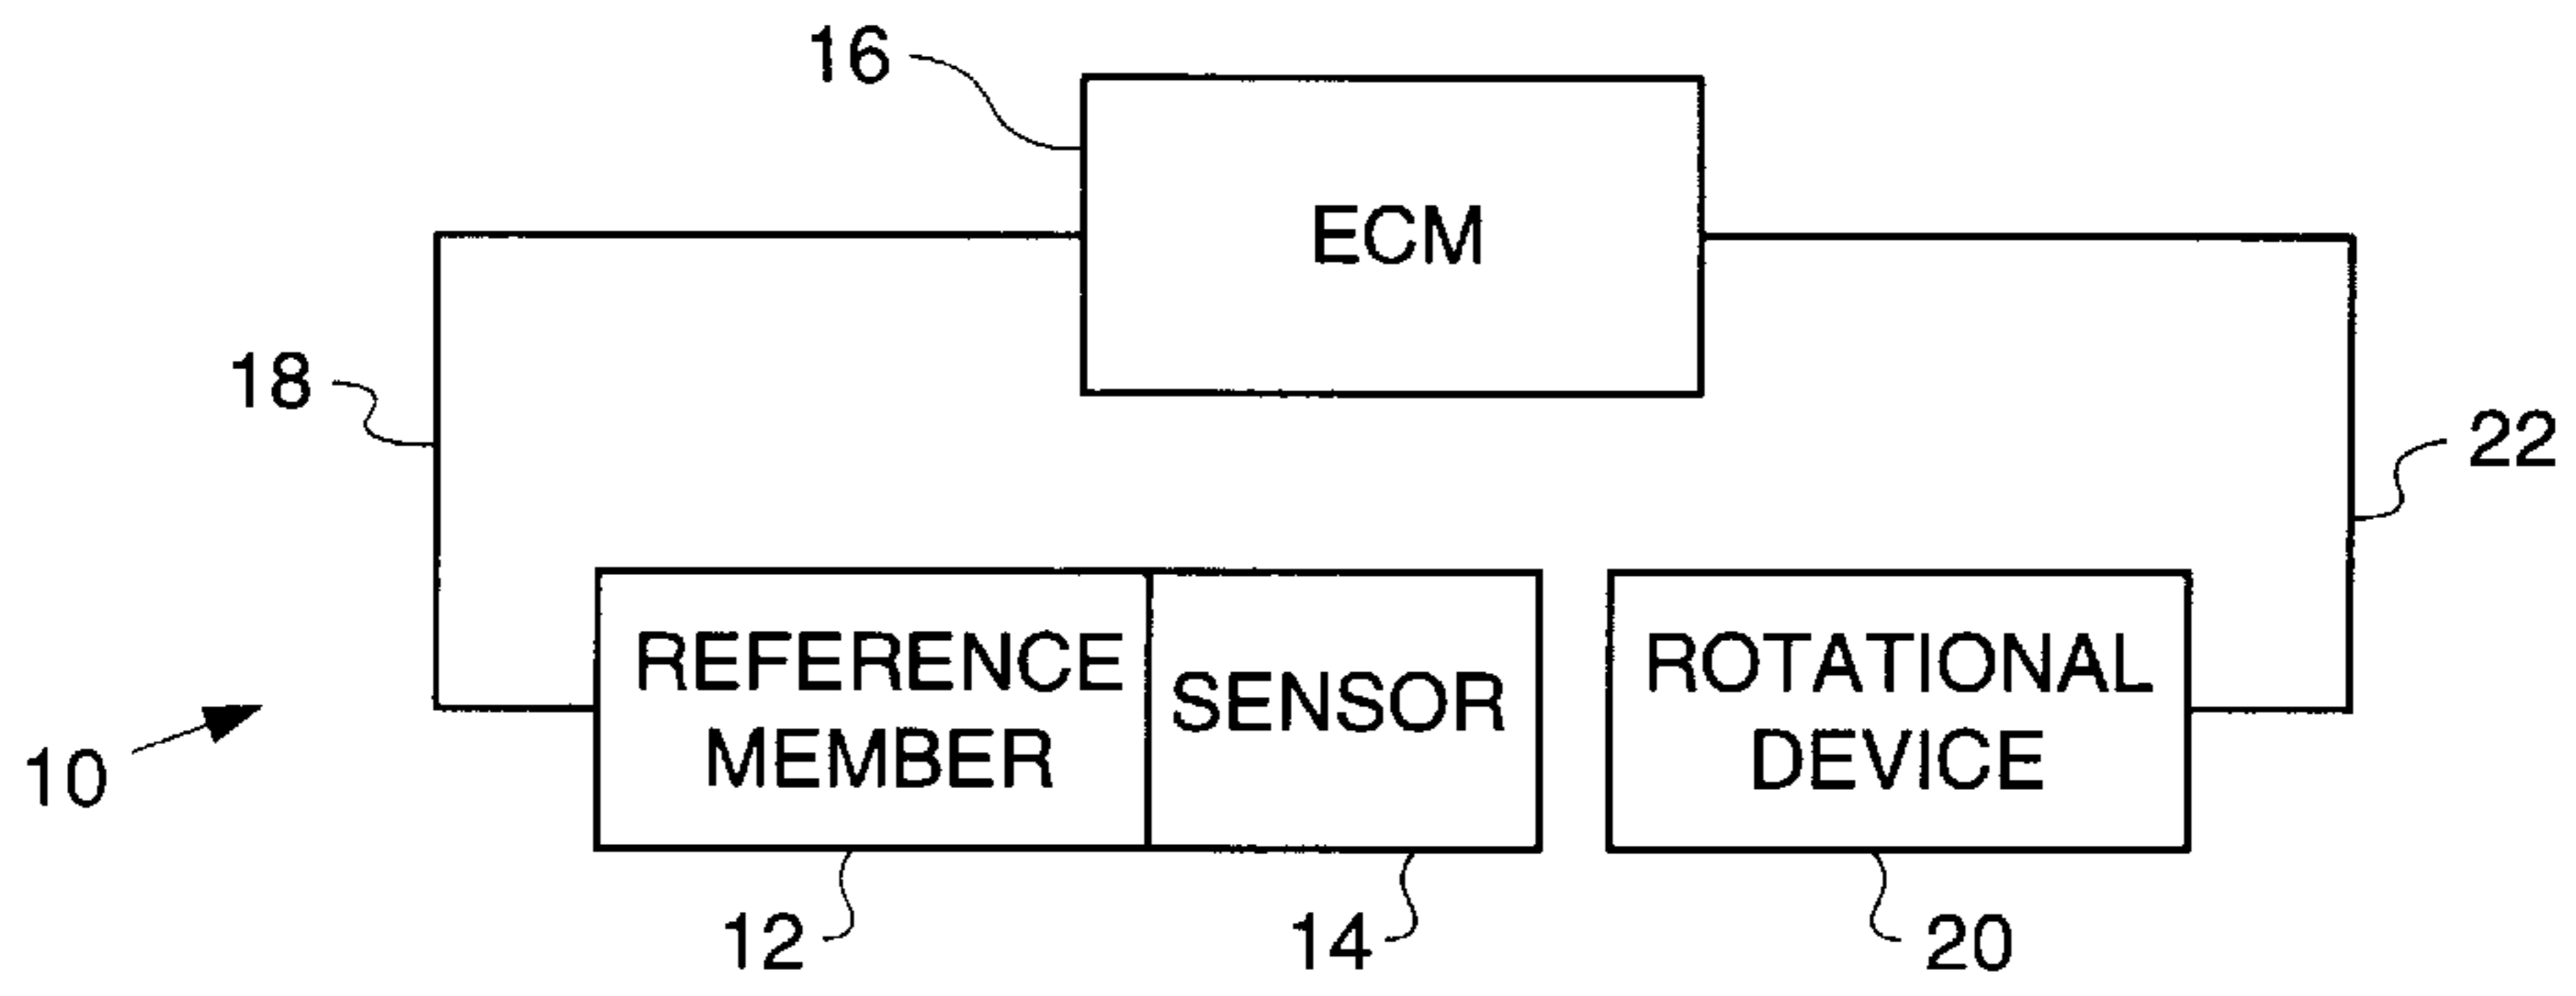 16
ECM
18
22
REFERENCE
MEMBER
SENSOR
ROTATIONAL
DEVICE
10
12
14
20